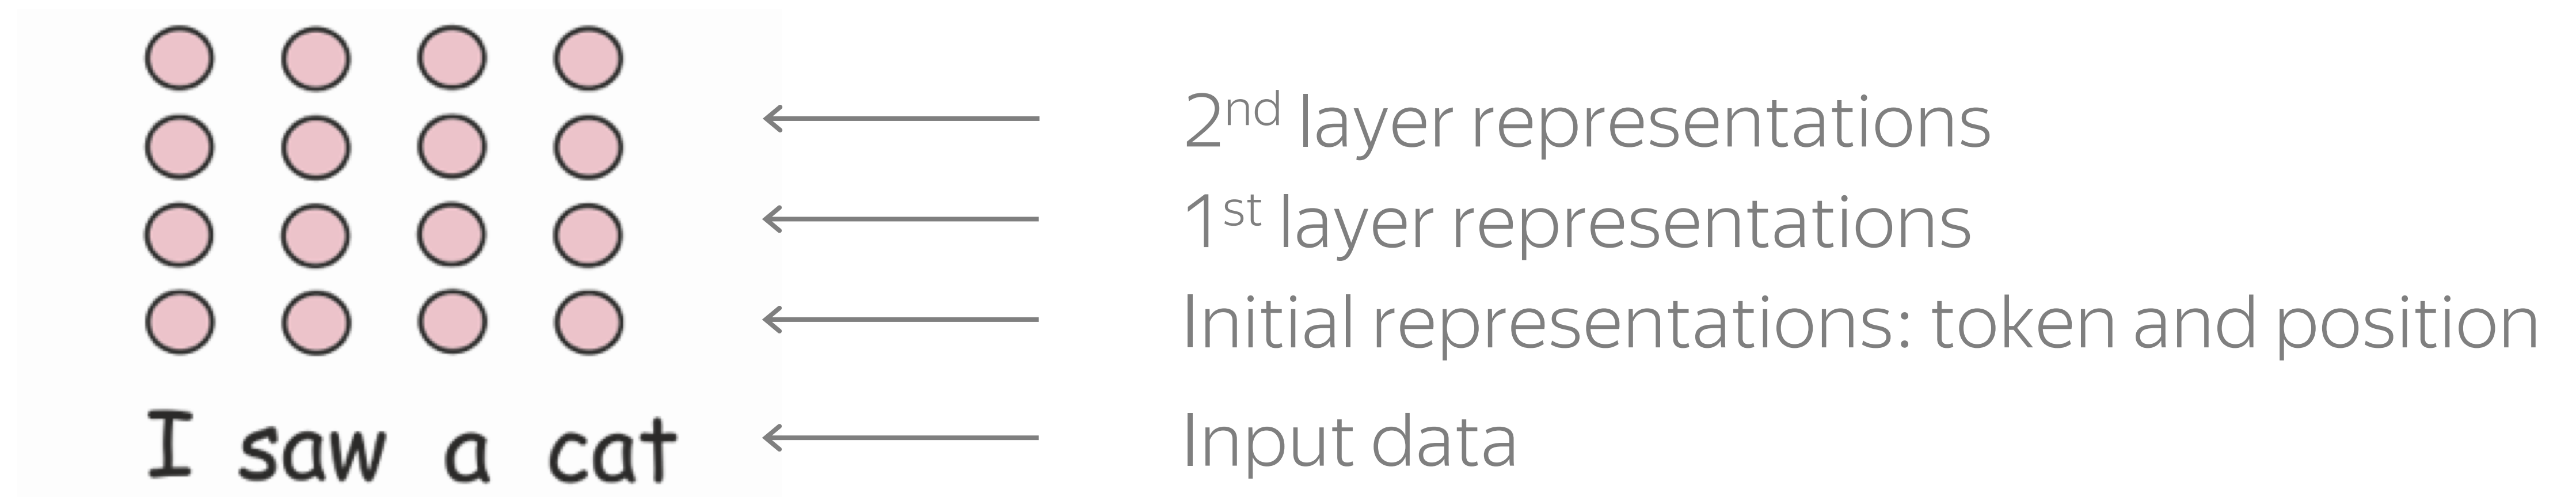 2nd layer representations
1st layer representations
Initial representations: token and position
I saw a cat
Input data